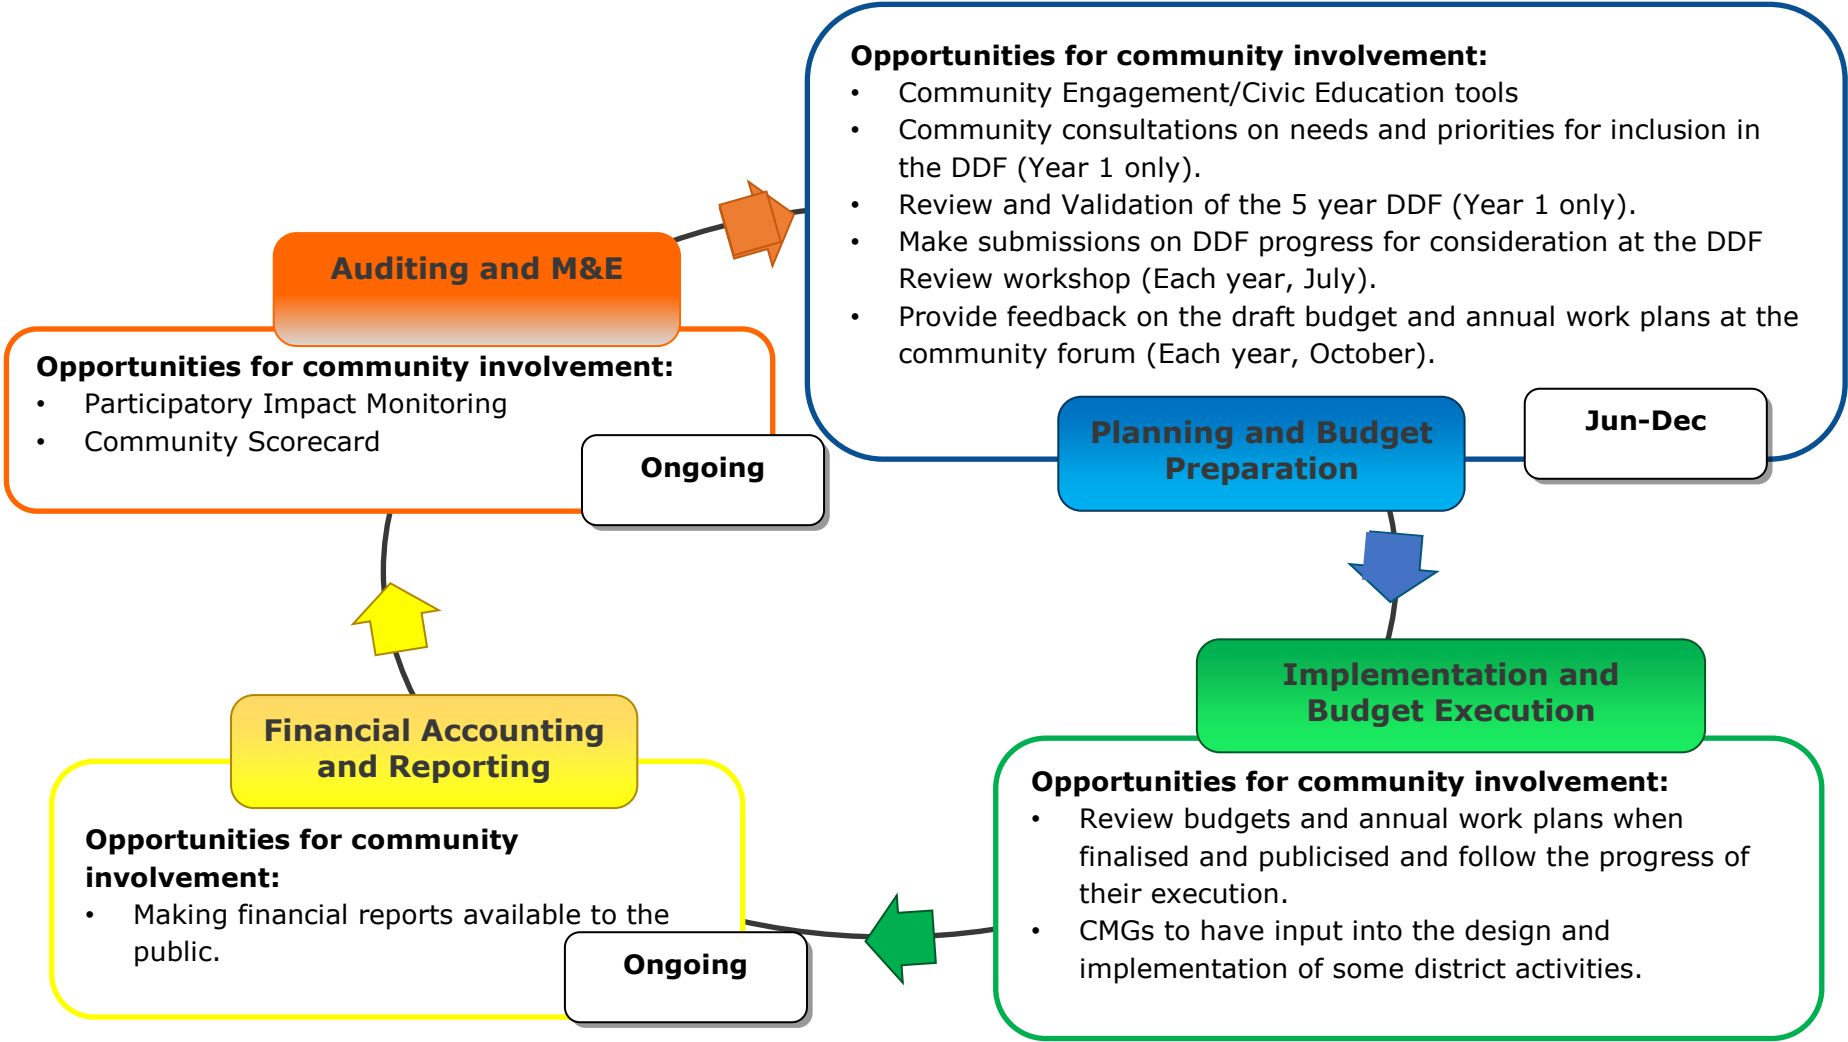 Opportunities for community involvement:
• Community Engagement/Civic Education tools
• Community consultations on needs and priorities for inclusion in
the DDF (Year 1 only).
• Review and Validation of the 5 year DDF (Year 1 only).
• Make submissions on DDF progress for consideration at the DDF
Review workshop (Each year, July).
• Provide feedback on the draft budget and annual work plans at the
community forum (Each year, October).
Planning and Budget
Preparation
Jun-Dec
Implementation and
Budget Execution
Opportunities for community involvement:
• Review budgets and annual work plans when
finalised and publicised and follow the progress of
their execution.
• CMGs to have input into the design and
implementation of some district activities.
Financial Accounting
and Reporting
Opportunities for community
involvement:
• Making financial reports available to the
public.
Ongoing
Auditing and M&E
Opportunities for community involvement:
• Participatory Impact Monitoring
• Community Scorecard
Ongoing